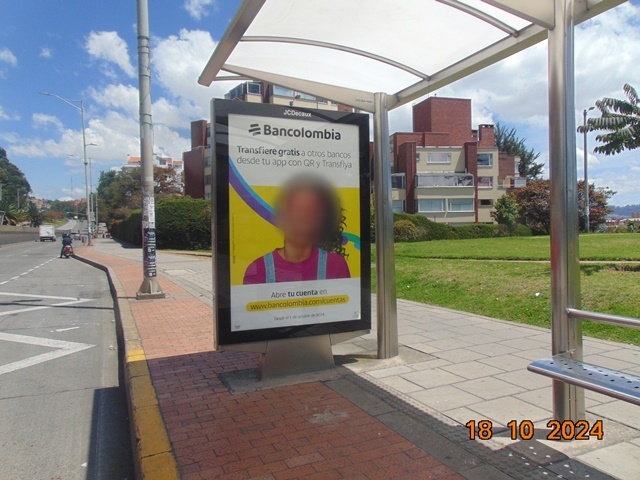 JCDecaux
Bancolombia
Transfiere gratis a otros bancos
desde tu app con QR y Transfiya
Abre tu cuenta en
www.bancolombia.com/cuentas
18 10 2024